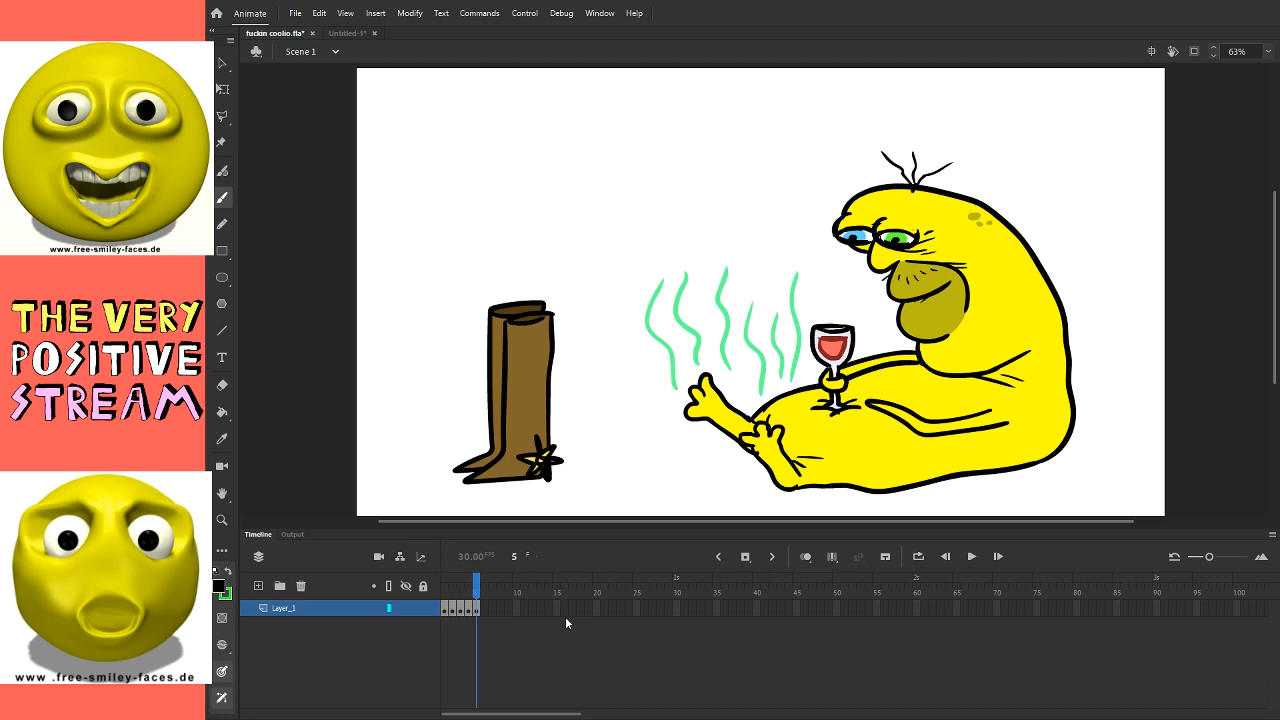 Animate File Edit View Insert Modify Text Commands Control Debug Window Help
fuckin coolio.fla* Untitled-1*
Scene 1 63%
www.free-smiley-faces.de
THE VERY
POSITIVE
STREAM
www .free-smiley-faces.de
Timeline Output
30.00 FPS 5 F
1s 2s 3s
10 15 20 25 30 35 40 45 50 55 60 65 70 75 80 85 90 95 100
Layer_1